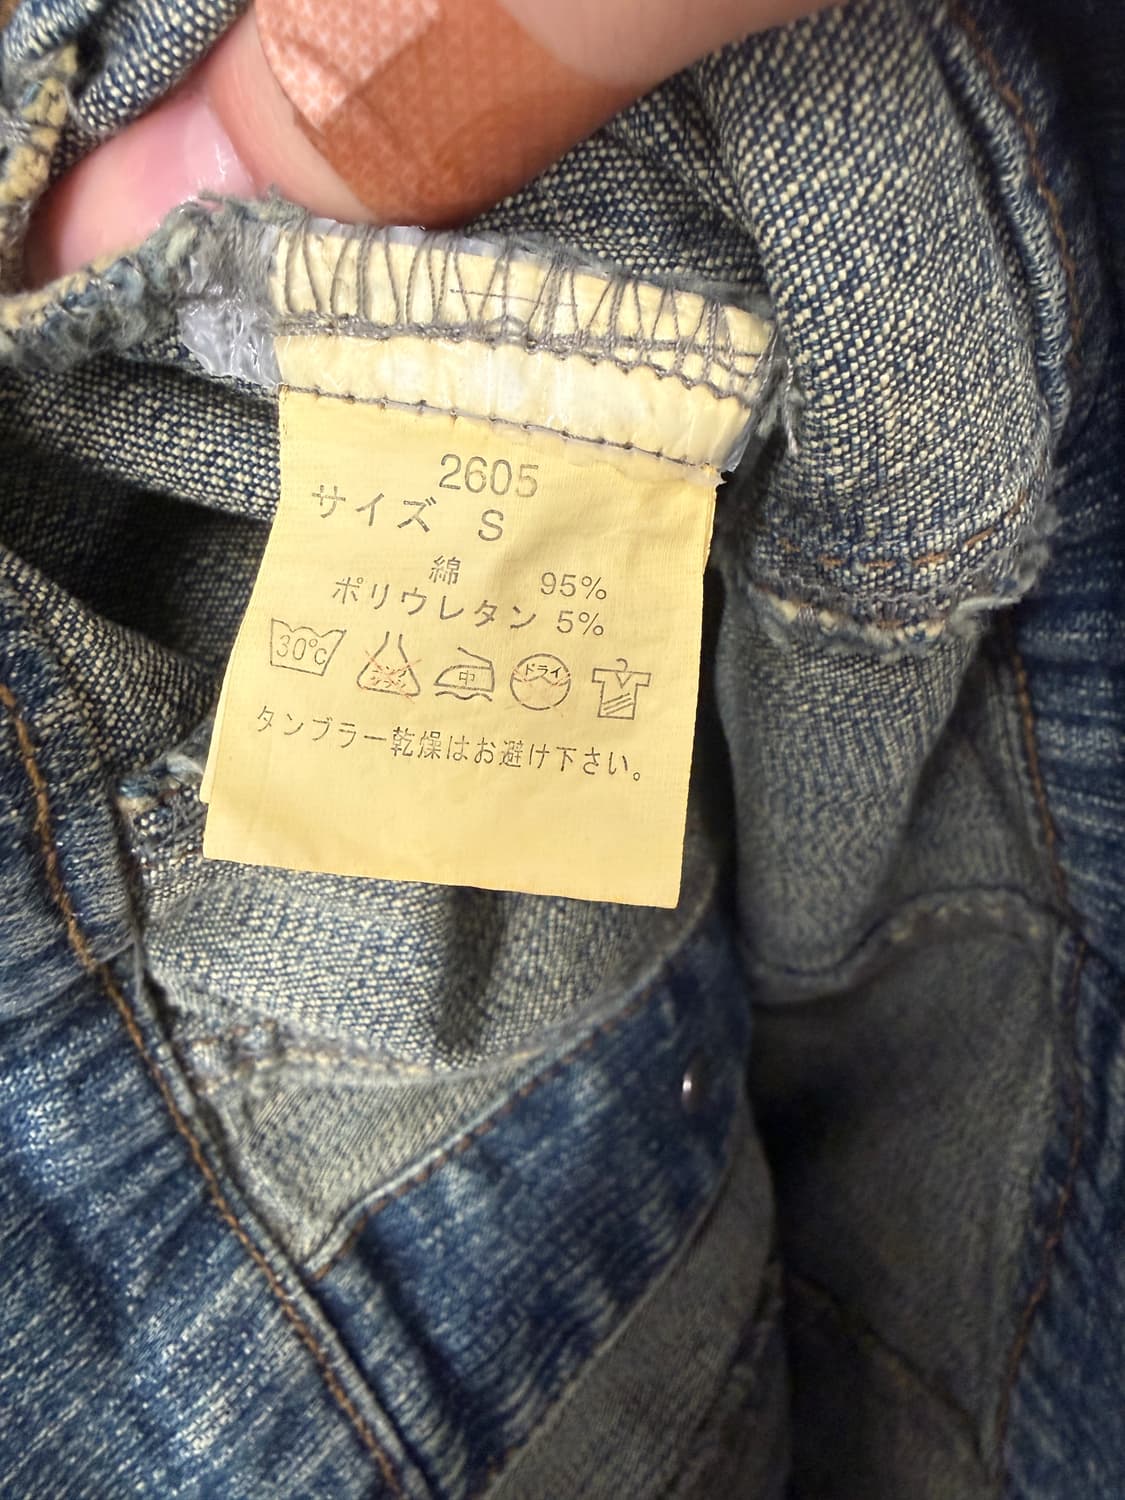 2605
サイズ S
綿 95%
ポリウレタン 5%
30℃ 中 ドライ
タンブラー乾燥はお避け下さい。